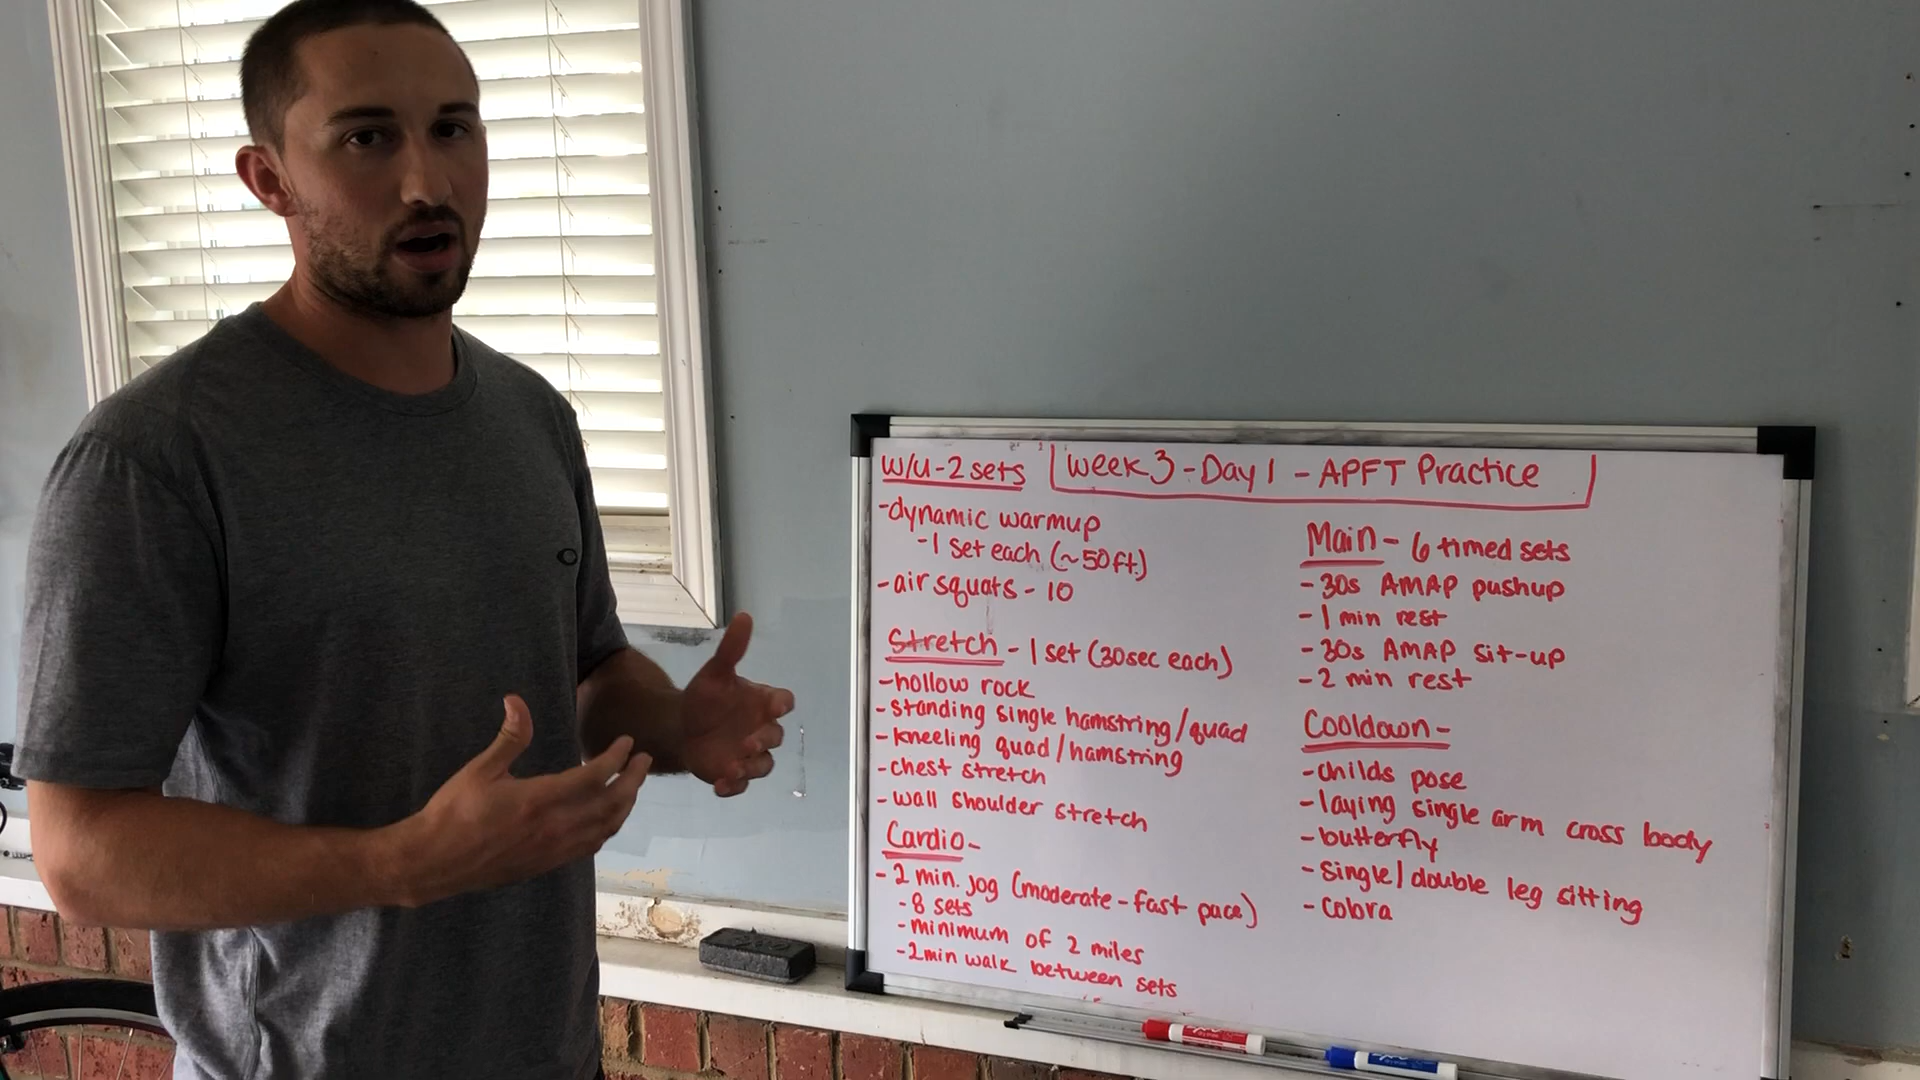 w/u-2 sets
Week 3 - Day 1 - APFT Practice
-dynamic warmup
-1 set each (~50ft.)
-air squats - 10
Stretch - 1 set (30sec each)
-hollow rock
-standing single hamstring/quad
-kneeling quad/hamstring
-chest stretch
-wall shoulder stretch
Cardio-
-2 min. jog (moderate-fast pace)
-8 sets
-minimum of 2 miles
-2min walk between sets
Main - 6 timed sets
-30s AMAP pushup
-1 min rest
-30s AMAP sit-up
-2 min rest
Cooldown-
-childs pose
-laying single arm cross body
-butterfly
-single/double leg sitting
-cobra